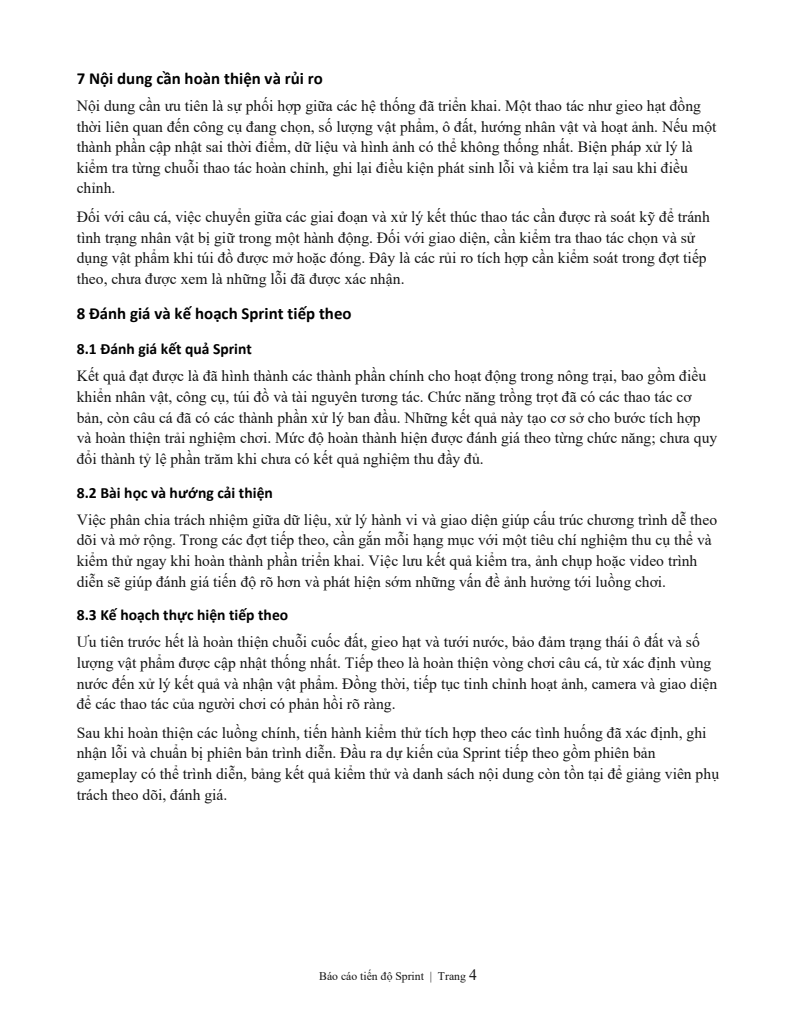 7 Nội dung cần hoàn thiện và rủi ro
Nội dung cần ưu tiên là sự phối hợp giữa các hệ thống đã triển khai. Một thao tác như gieo hạt đồng
thời liên quan đến công cụ đang chọn, số lượng vật phẩm, ô đất, hướng nhân vật và hoạt ảnh. Nếu một
thành phần cập nhật sai thời điểm, dữ liệu và hình ảnh có thể không thống nhất. Biện pháp xử lý là
kiểm tra từng chuỗi thao tác hoàn chỉnh, ghi lại điều kiện phát sinh lỗi và kiểm tra lại sau khi điều
chỉnh.
Đối với câu cá, việc chuyển giữa các giai đoạn và xử lý kết thúc thao tác cần được rà soát kỹ để tránh
tình trạng nhân vật bị giữ trong một hành động. Đối với giao diện, cần kiểm tra thao tác chọn và sử
dụng vật phẩm khi túi đồ được mở hoặc đóng. Đây là các rủi ro tích hợp cần kiểm soát trong đợt tiếp
theo, chưa được xem là những lỗi đã được xác nhận.
8 Đánh giá và kế hoạch Sprint tiếp theo
8.1 Đánh giá kết quả Sprint
Kết quả đạt được là đã hình thành các thành phần chính cho hoạt động trong nông trại, bao gồm điều
khiển nhân vật, công cụ, túi đồ và tài nguyên tương tác. Chức năng trồng trọt đã có các thao tác cơ
bản, còn câu cá đã có các thành phần xử lý ban đầu. Những kết quả này tạo cơ sở cho bước tích hợp
và hoàn thiện trải nghiệm chơi. Mức độ hoàn thành hiện được đánh giá theo từng chức năng; chưa quy
đổi thành tỷ lệ phần trăm khi chưa có kết quả nghiệm thu đầy đủ.
8.2 Bài học và hướng cải thiện
Việc phân chia trách nhiệm giữa dữ liệu, xử lý hành vi và giao diện giúp cấu trúc chương trình dễ theo
dõi và mở rộng. Trong các đợt tiếp theo, cần gắn mỗi hạng mục với một tiêu chí nghiệm thu cụ thể và
kiểm thử ngay khi hoàn thành phần triển khai. Việc lưu kết quả kiểm tra, ảnh chụp hoặc video trình
diễn sẽ giúp đánh giá tiến độ rõ hơn và phát hiện sớm những vấn đề ảnh hưởng tới luồng chơi.
8.3 Kế hoạch thực hiện tiếp theo
Ưu tiên trước hết là hoàn thiện chuỗi cuốc đất, gieo hạt và tưới nước, bảo đảm trạng thái ô đất và số
lượng vật phẩm được cập nhật thống nhất. Tiếp theo là hoàn thiện vòng chơi câu cá, từ xác định vùng
nước đến xử lý kết quả và nhận vật phẩm. Đồng thời, tiếp tục tinh chỉnh hoạt ảnh, camera và giao diện
để các thao tác của người chơi có phản hồi rõ ràng.
Sau khi hoàn thiện các luồng chính, tiến hành kiểm thử tích hợp theo các tình huống đã xác định, ghi
nhận lỗi và chuẩn bị phiên bản trình diễn. Đầu ra dự kiến của Sprint tiếp theo gồm phiên bản
gameplay có thể trình diễn, bảng kết quả kiểm thử và danh sách nội dung còn tồn tại để giảng viên phụ
trách theo dõi, đánh giá.
Báo cáo tiến độ Sprint | Trang 4